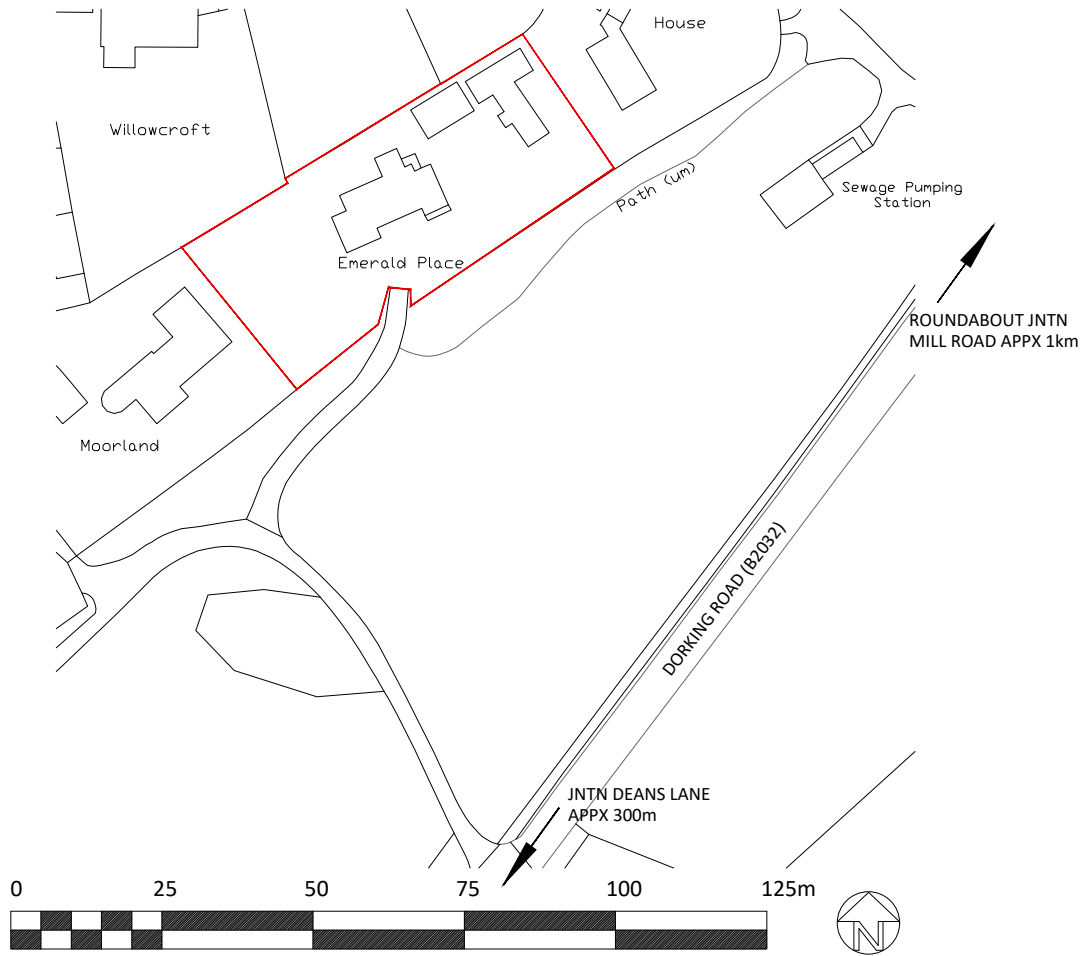 House
Willowcroft
Path (um)
Sewage Pumping
Station
Emerald Place
ROUNDABOUT JNTN
MILL ROAD APPX 1km
Moorland
DORKING ROAD (B2032)
JNTN DEANS LANE
APPX 300m
0 25 50 75 100 125m
N